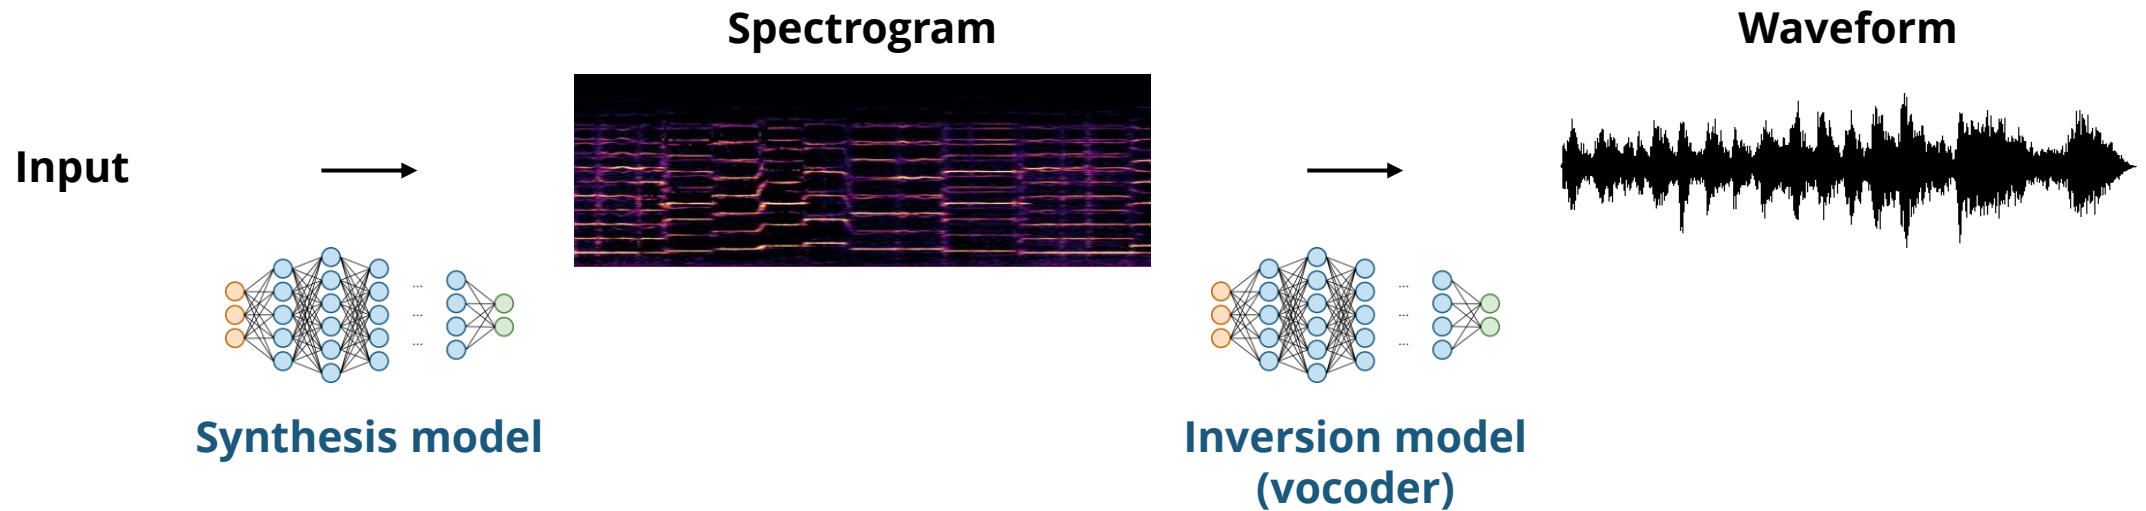 Spectrogram
Waveform
Input
...
...
...
...
...
...
Synthesis model
Inversion model
(vocoder)